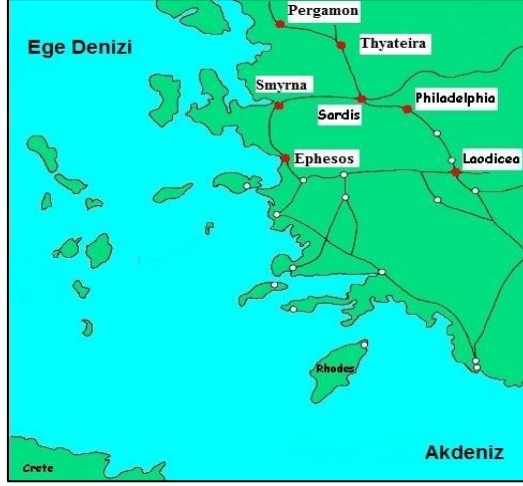 Pergamon
Ege Denizi
Thyateira
Smyrna
Sardis
Philadelphia
Ephesos
Laodicea
Rhodes
Akdeniz
Crete